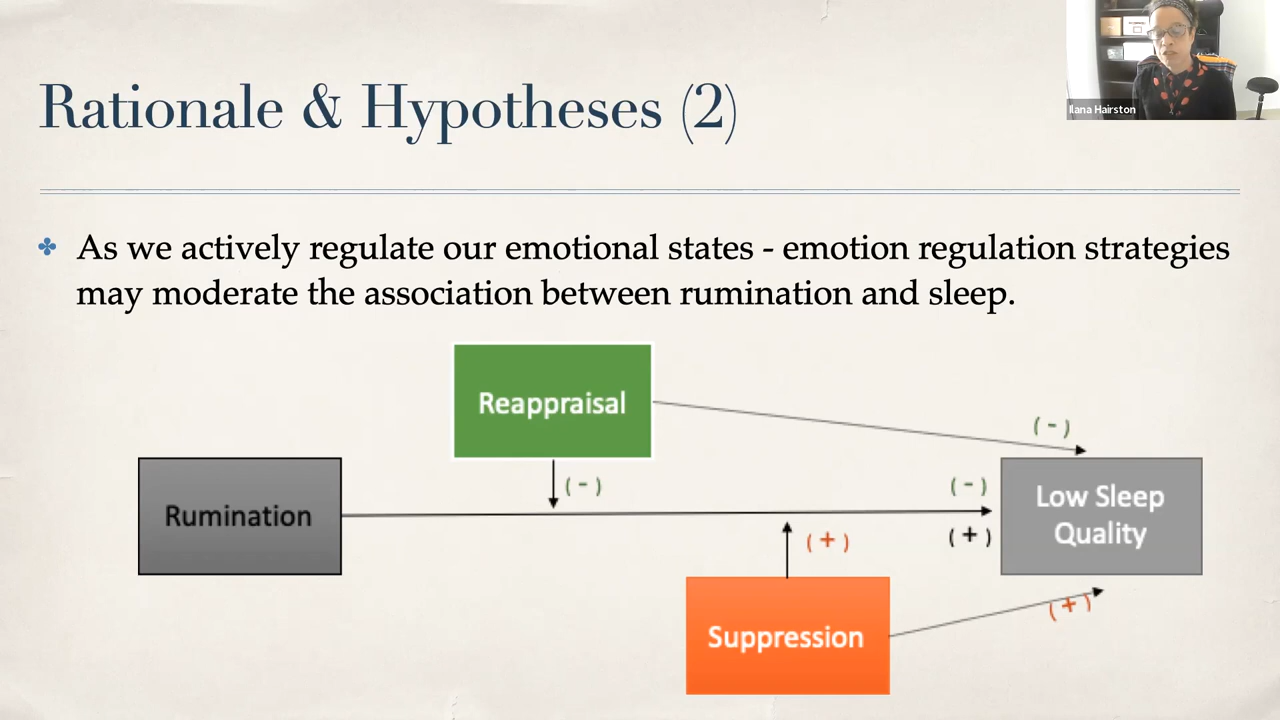 Ilana Hairston
Rationale & Hypotheses (2)
As we actively regulate our emotional states - emotion regulation strategies
may moderate the association between rumination and sleep.
Reappraisal
( - )
( - )
Rumination
( - )
Low Sleep
Quality
( + )
( + )
Suppression
( + )